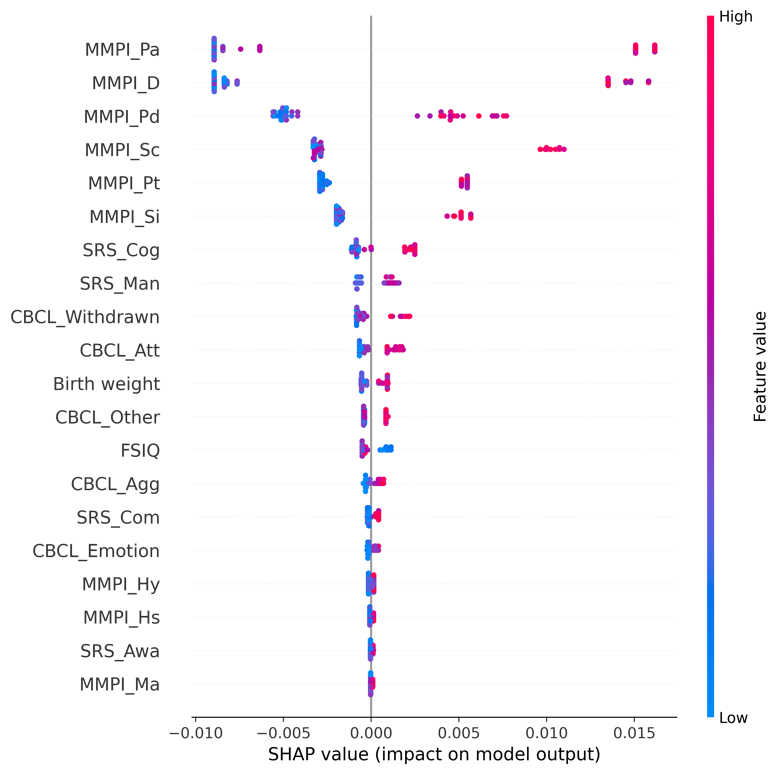 High
MMPI_Pa
MMPI_D
MMPI_Pd
MMPI_Sc
MMPI_Pt
MMPI_Si
SRS_Cog
SRS_Man
CBCL_Withdrawn
CBCL_Att
Birth weight
CBCL_Other
FSIQ
CBCL_Agg
SRS_Com
CBCL_Emotion
MMPI_Hy
MMPI_Hs
SRS_Awa
MMPI_Ma
Feature value
Low
−0.010 −0.005 0.000 0.005 0.010 0.015
SHAP value (impact on model output)